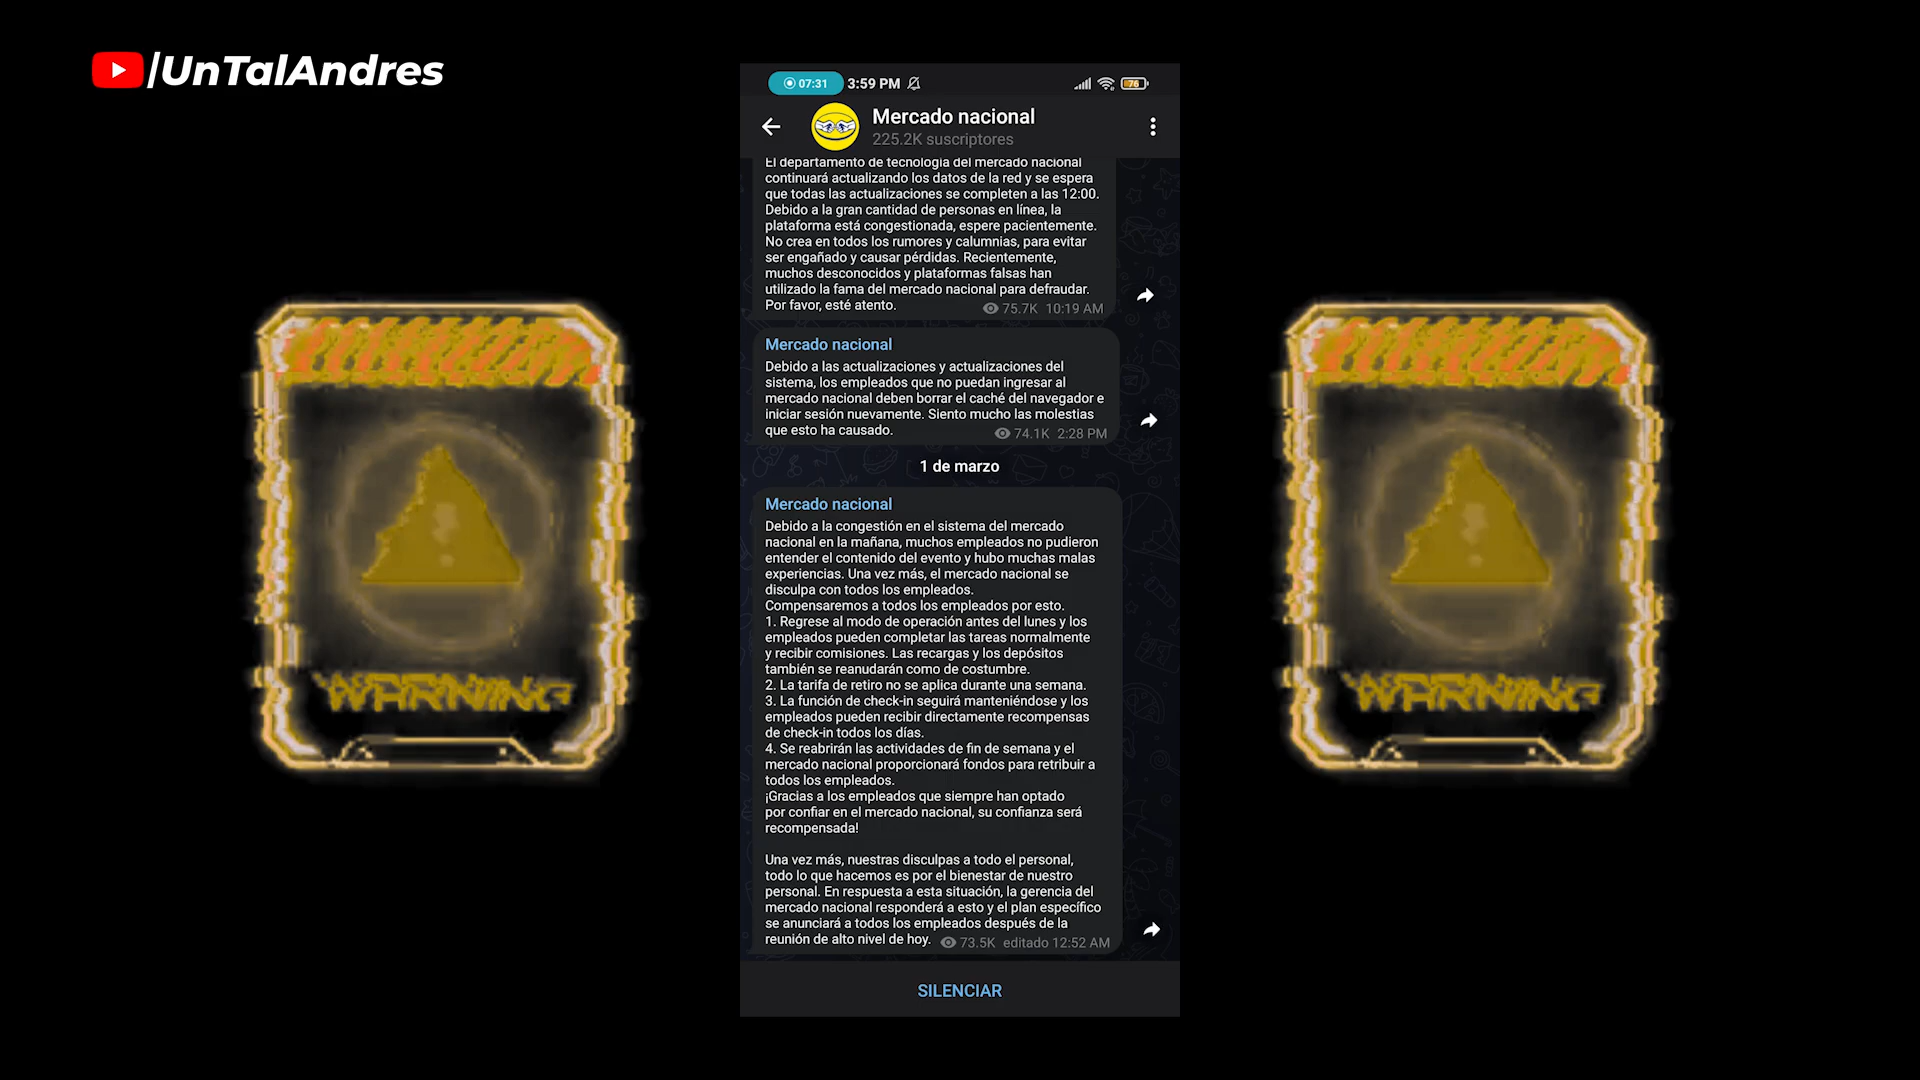 /UnTalAndres
07:31 3:59 PM 76
Mercado nacional
225.2K suscriptores
El departamento de tecnología del mercado nacional
continuará actualizando los datos de la red y se espera
que todas las actualizaciones se completen a las 12:00.
Debido a la gran cantidad de personas en línea, la
plataforma está congestionada, espere pacientemente.
No crea en todos los rumores y calumnias, para evitar
ser engañado y causar pérdidas. Recientemente,
muchos desconocidos y plataformas falsas han
utilizado la fama del mercado nacional para defraudar.
Por favor, esté atento. 75.7K 10:19 AM
Mercado nacional
Debido a las actualizaciones y actualizaciones del
sistema, los empleados que no puedan ingresar al
mercado nacional deben borrar el caché del navegador e
iniciar sesión nuevamente. Siento mucho las molestias
que esto ha causado. 74.1K 2:28 PM
1 de marzo
Mercado nacional
Debido a la congestión en el sistema del mercado
nacional en la mañana, muchos empleados no pudieron
entender el contenido del evento y hubo muchas malas
experiencias. Una vez más, el mercado nacional se
disculpa con todos los empleados.
Compensaremos a todos los empleados por esto.
1. Regrese al modo de operación antes del lunes y los
empleados pueden completar las tareas normalmente
y recibir comisiones. Las recargas y los depósitos
también se reanudarán como de costumbre.
2. La tarifa de retiro no se aplica durante una semana.
3. La función de check-in seguirá manteniéndose y los
empleados pueden recibir directamente recompensas
de check-in todos los días.
4. Se reabrirán las actividades de fin de semana y el
mercado nacional proporcionará fondos para retribuir a
todos los empleados.
¡Gracias a los empleados que siempre han optado
por confiar en el mercado nacional, su confianza será
recompensada!
Una vez más, nuestras disculpas a todo el personal,
todo lo que hacemos es por el bienestar de nuestro
personal. En respuesta a esta situación, la gerencia del
mercado nacional responderá a esto y el plan específico
se anunciará a todos los empleados después de la
reunión de alto nivel de hoy. 73.5K editado 12:52 AM
SILENCIAR
WARNING
WARNING